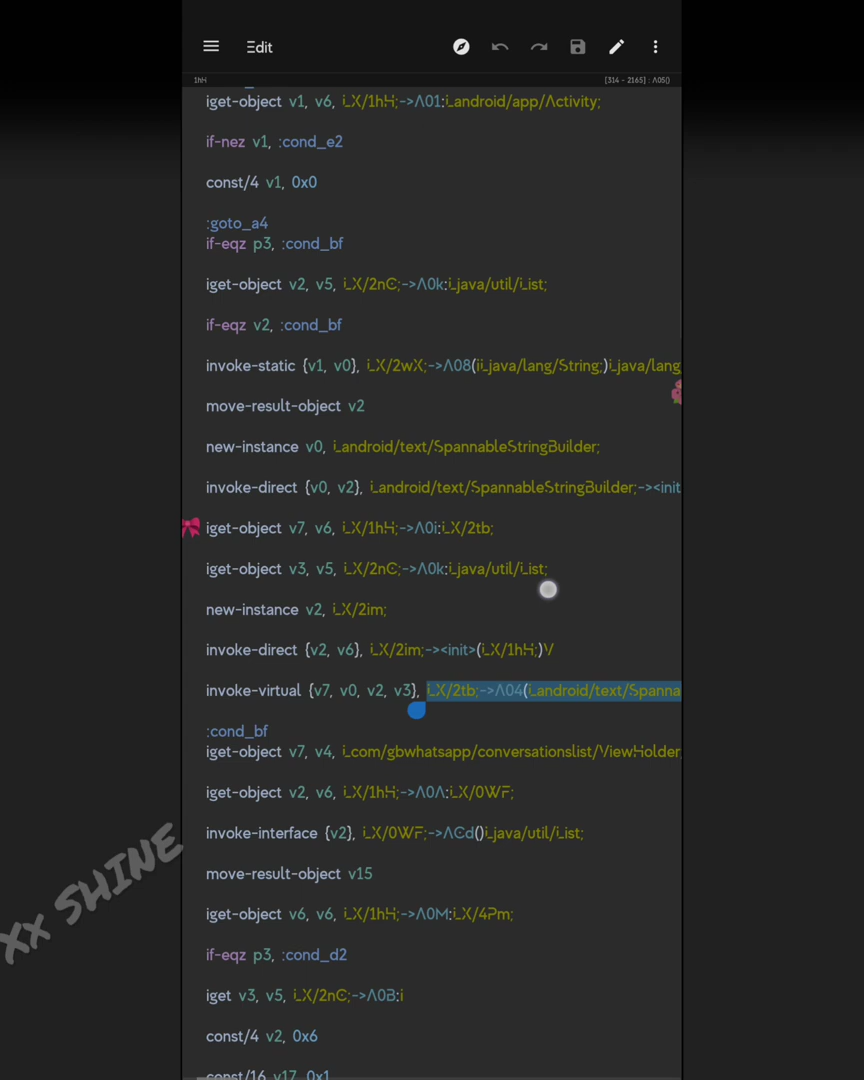 Edit
1hH
[314 - 2165] : A05()
iget-object v1, v6, LX/1hH;->A01:Landroid/app/Activity;
if-nez v1, :cond_e2
const/4 v1, 0x0
:goto_a4
if-eqz p3, :cond_bf
iget-object v2, v5, LX/2nC;->A0k:Ljava/util/List;
if-eqz v2, :cond_bf
invoke-static {v1, v0}, LX/2wX;->A08(iLjava/lang/String;)Ljava/lang
move-result-object v2
new-instance v0, Landroid/text/SpannableStringBuilder;
invoke-direct {v0, v2}, Landroid/text/SpannableStringBuilder;-><init
iget-object v7, v6, LX/1hH;->A0i:LX/2tb;
iget-object v3, v5, LX/2nC;->A0k:Ljava/util/List;
new-instance v2, LX/2im;
invoke-direct {v2, v6}, LX/2im;-><init>(LX/1hH;)V
invoke-virtual {v7, v0, v2, v3}, LX/2tb;->A04(Landroid/text/Spanna
:cond_bf
iget-object v7, v4, Lcom/gbwhatsapp/conversationslist/ViewHolder
iget-object v2, v6, LX/1hH;->A0A:LX/0WF;
invoke-interface {v2}, LX/0WF;->ACd()Ljava/util/List;
move-result-object v15
iget-object v6, v6, LX/1hH;->A0M:LX/4Pm;
if-eqz p3, :cond_d2
iget v3, v5, LX/2nC;->A0B:i
const/4 v2, 0x6
const/16 v17, 0x1
Xx SHINE